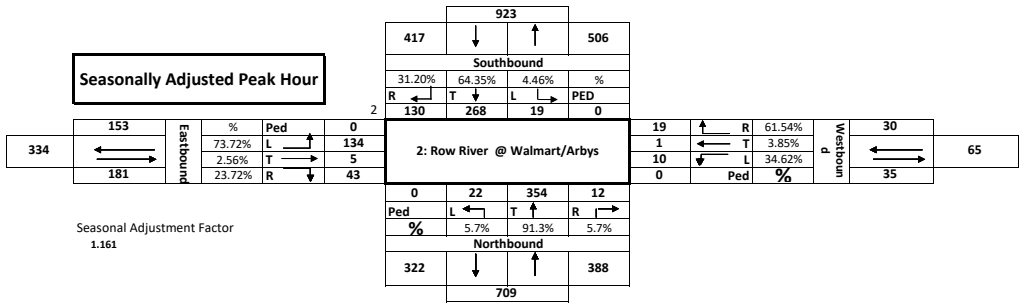 923
417 506
Southbound
31.20% 64.35% 4.46% %
R T L PED
2 130 268 19 0
Seasonally Adjusted Peak Hour
153 Eastbound % Ped 0
334 73.72% L 134
2.56% T 5
181 23.72% R 43
2: Row River @ Walmart/Arbys
19 R 61.54% Westboun d 30
1 T 3.85% 65
10 L 34.62%
0 Ped % 35
0 22 354 12
Ped L T R
% 5.7% 91.3% 5.7%
Northbound
322 388
709
Seasonal Adjustment Factor
1.161